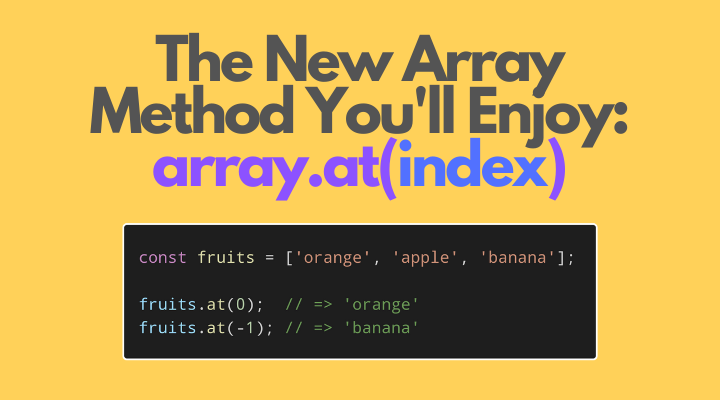 The New Array
Method You'll Enjoy:
array.at(index)
const fruits = ['orange', 'apple', 'banana'];
fruits.at(0);  // => 'orange'
fruits.at(-1); // => 'banana'